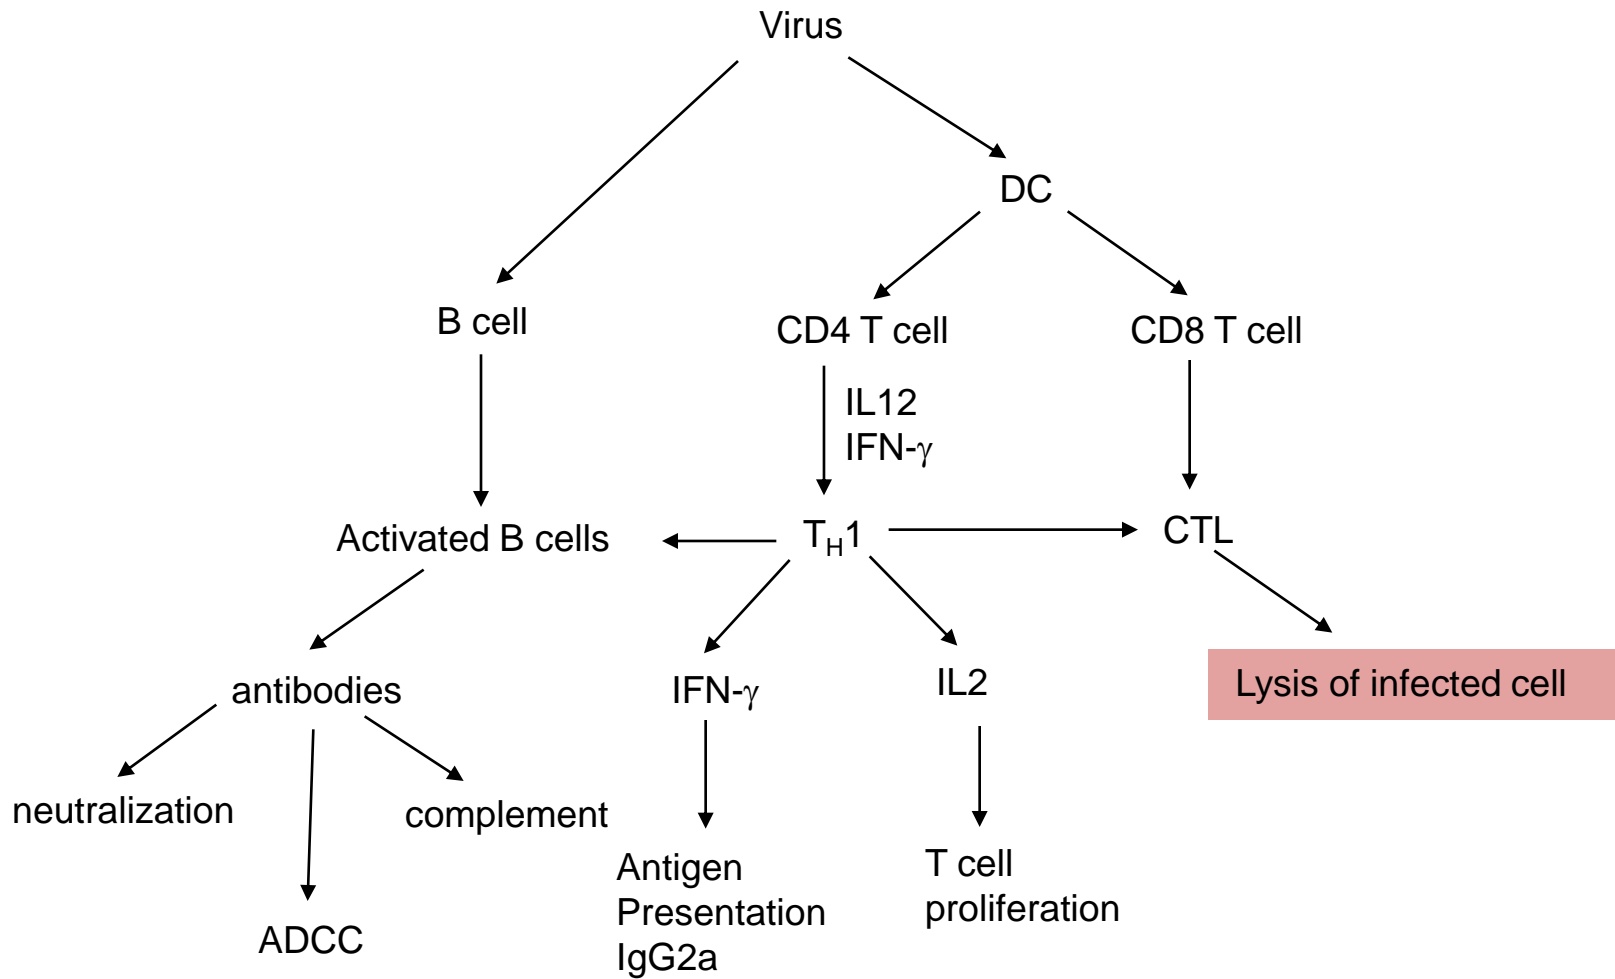 Virus
DC
B cell
CD4 T cell
CD8 T cell
IL12
IFN-γ
Activated B cells
T_H1
CTL
antibodies
IFN-γ
IL2
Lysis of infected cell
neutralization
complement
ADCC
Antigen
Presentation
IgG2a
T cell
proliferation